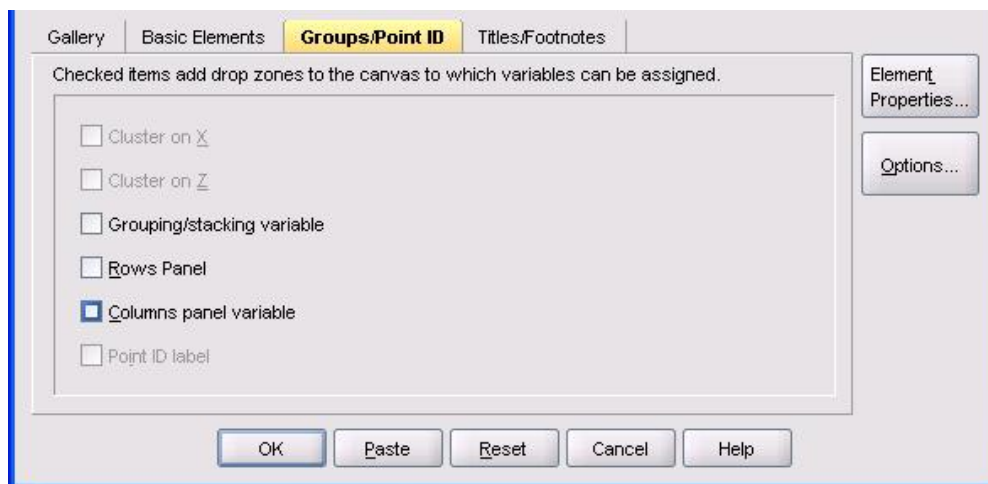 Gallery Basic Elements Groups/Point ID Titles/Footnotes
Checked items add drop zones to the canvas to which variables can be assigned.
Cluster on X
Cluster on Z
Grouping/stacking variable
Rows Panel
Columns panel variable
Point ID label
Element
Properties...
Options...
OK Paste Reset Cancel Help